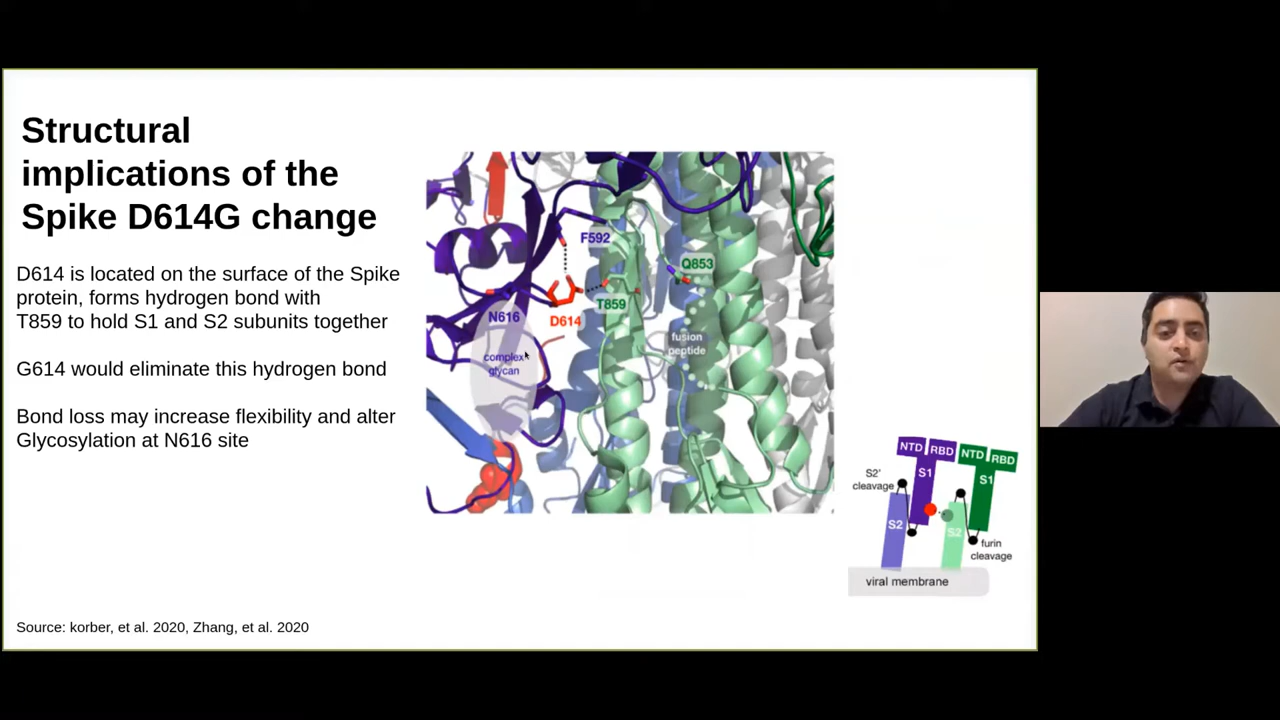 Structural
implications of the
Spike D614G change
D614 is located on the surface of the Spike
protein, forms hydrogen bond with
T859 to hold S1 and S2 subunits together
G614 would eliminate this hydrogen bond
Bond loss may increase flexibility and alter
Glycosylation at N616 site
Source: korber, et al. 2020, Zhang, et al. 2020
F592
Q853
N616
D614
T859
complex
glycan
fusion
peptide
NTD RBD NTD RBD
S2'
cleavage
S1
S1
S2
S2
furin
cleavage
viral membrane